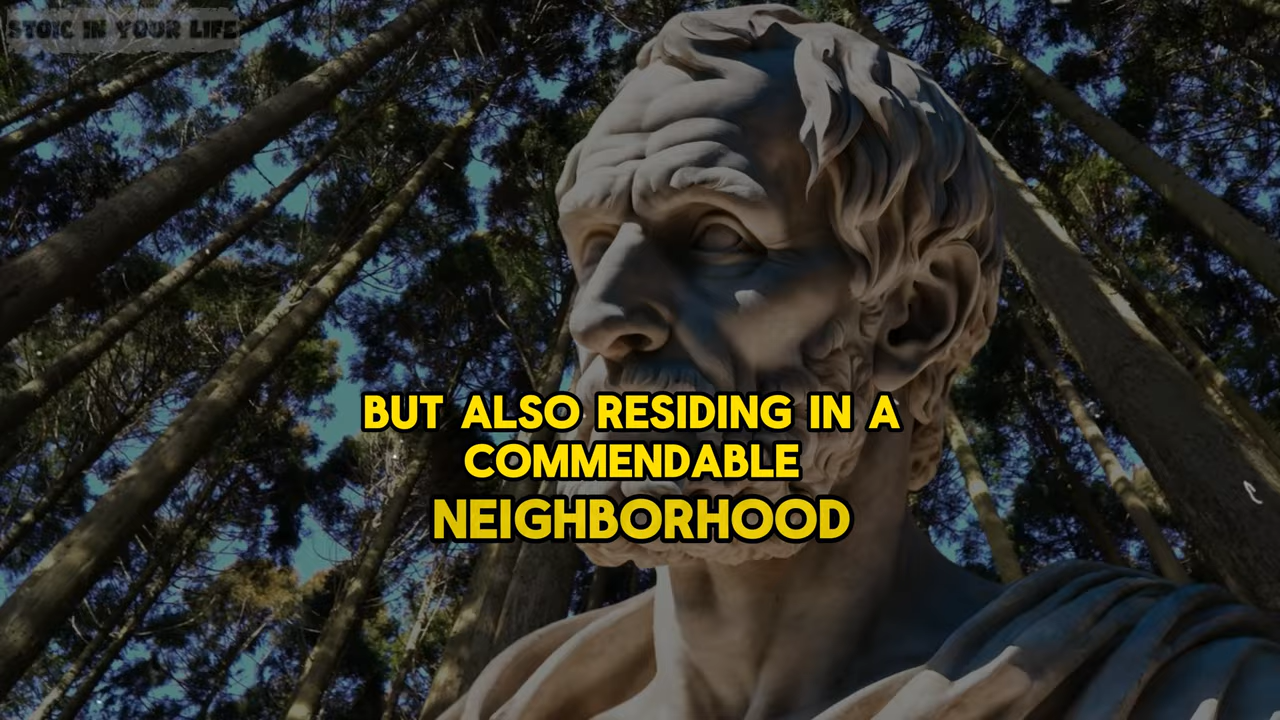 STOIC IN YOUR LIFE
BUT ALSO RESIDING IN A
COMMENDABLE
NEIGHBORHOOD